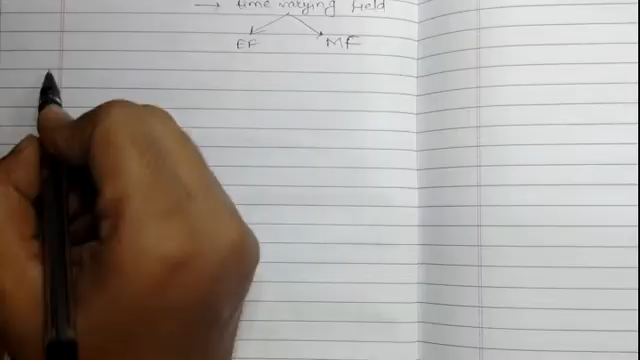 → time varying field
EF MF